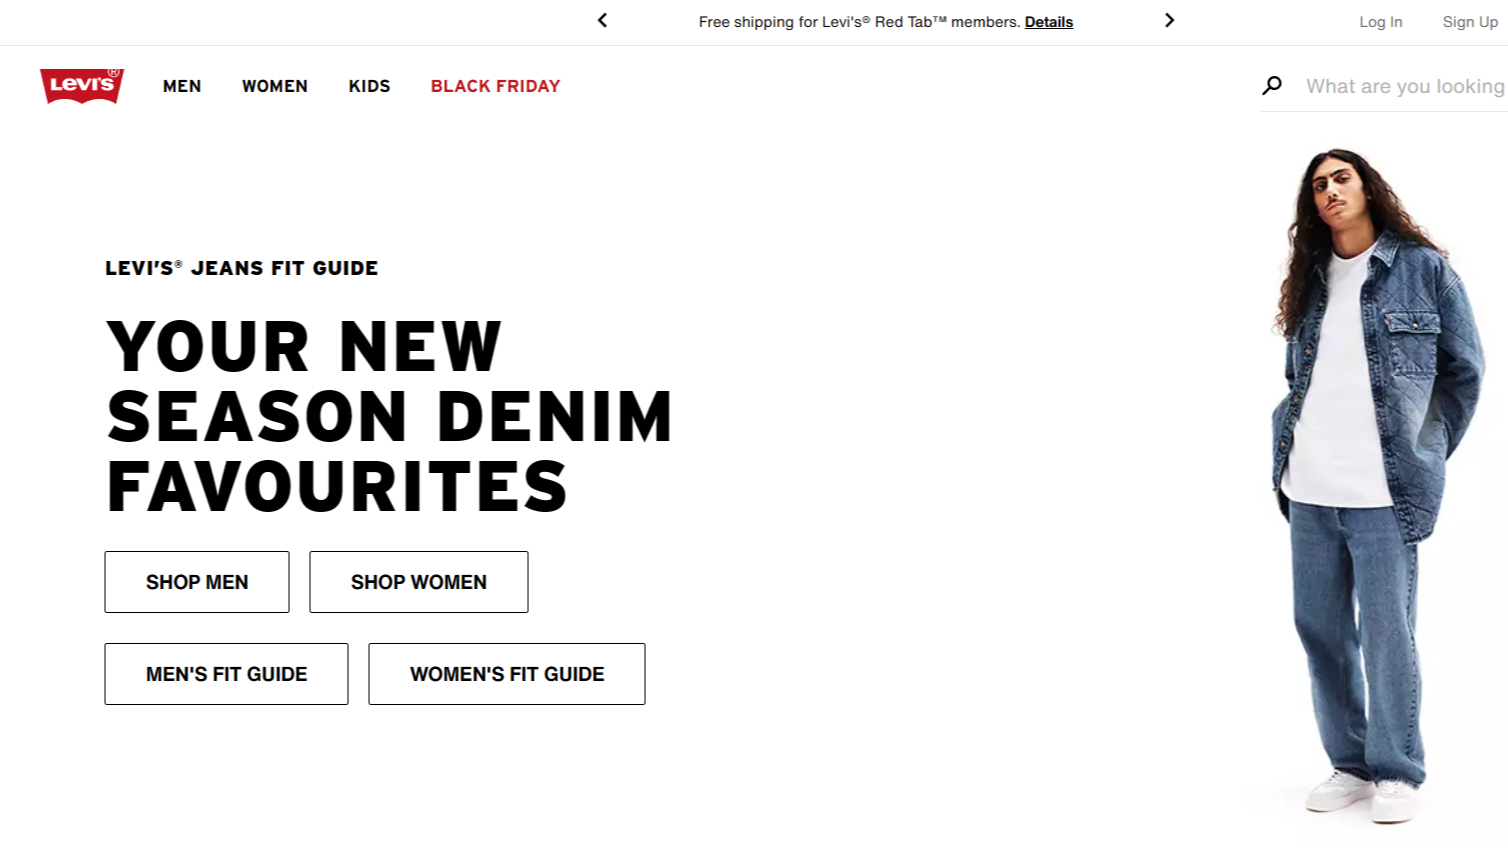 Free shipping for Levi's® Red Tab™ members. Details
Log In
Sign Up
Levi's®
MEN
WOMEN
KIDS
BLACK FRIDAY
What are you looking
LEVI'S® JEANS FIT GUIDE
YOUR NEW
SEASON DENIM
FAVOURITES
SHOP MEN
SHOP WOMEN
MEN'S FIT GUIDE
WOMEN'S FIT GUIDE